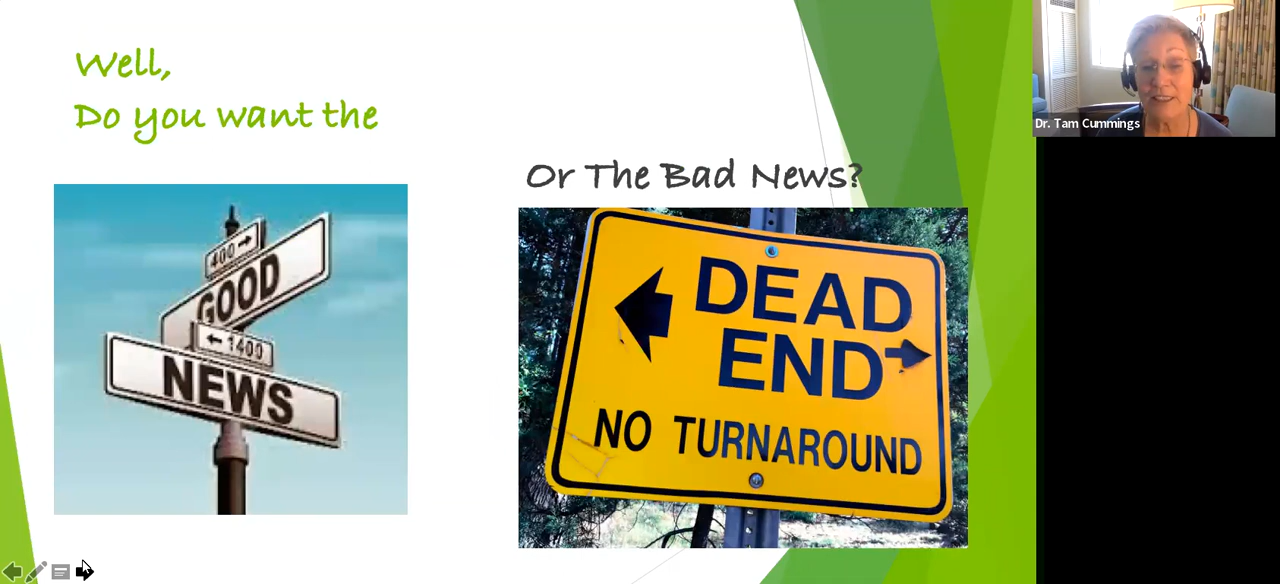 Well,
Do you want the
400 →
GOOD
← 1400
NEWS
Or The Bad News?
DEAD
END
NO TURNAROUND
Dr. Tam Cummings